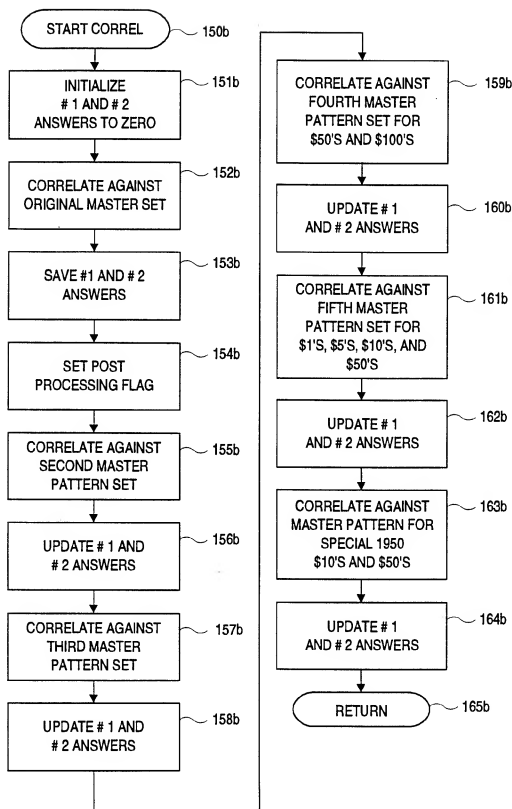 START CORREL
150b
INITIALIZE
# 1 AND # 2
ANSWERS TO ZERO
151b
CORRELATE AGAINST
ORIGINAL MASTER SET
152b
SAVE #1 AND # 2
ANSWERS
153b
SET POST
PROCESSING FLAG
154b
CORRELATE AGAINST
SECOND MASTER
PATTERN SET
155b
UPDATE # 1 AND
# 2 ANSWERS
156b
CORRELATE AGAINST
THIRD MASTER
PATTERN SET
157b
UPDATE # 1 AND
# 2 ANSWERS
158b
CORRELATE AGAINST
FOURTH MASTER
PATTERN SET FOR
$50'S AND $100'S
159b
UPDATE # 1
AND # 2 ANSWERS
160b
CORRELATE AGAINST
FIFTH MASTER
PATTERN SET FOR
$1'S, $5'S, $10'S, AND
$50'S
161b
UPDATE # 1
AND # 2 ANSWERS
162b
CORRELATE AGAINST
MASTER PATTERN FOR
SPECIAL 1950
$10'S AND $50'S
163b
UPDATE # 1
AND # 2 ANSWERS
164b
RETURN
165b